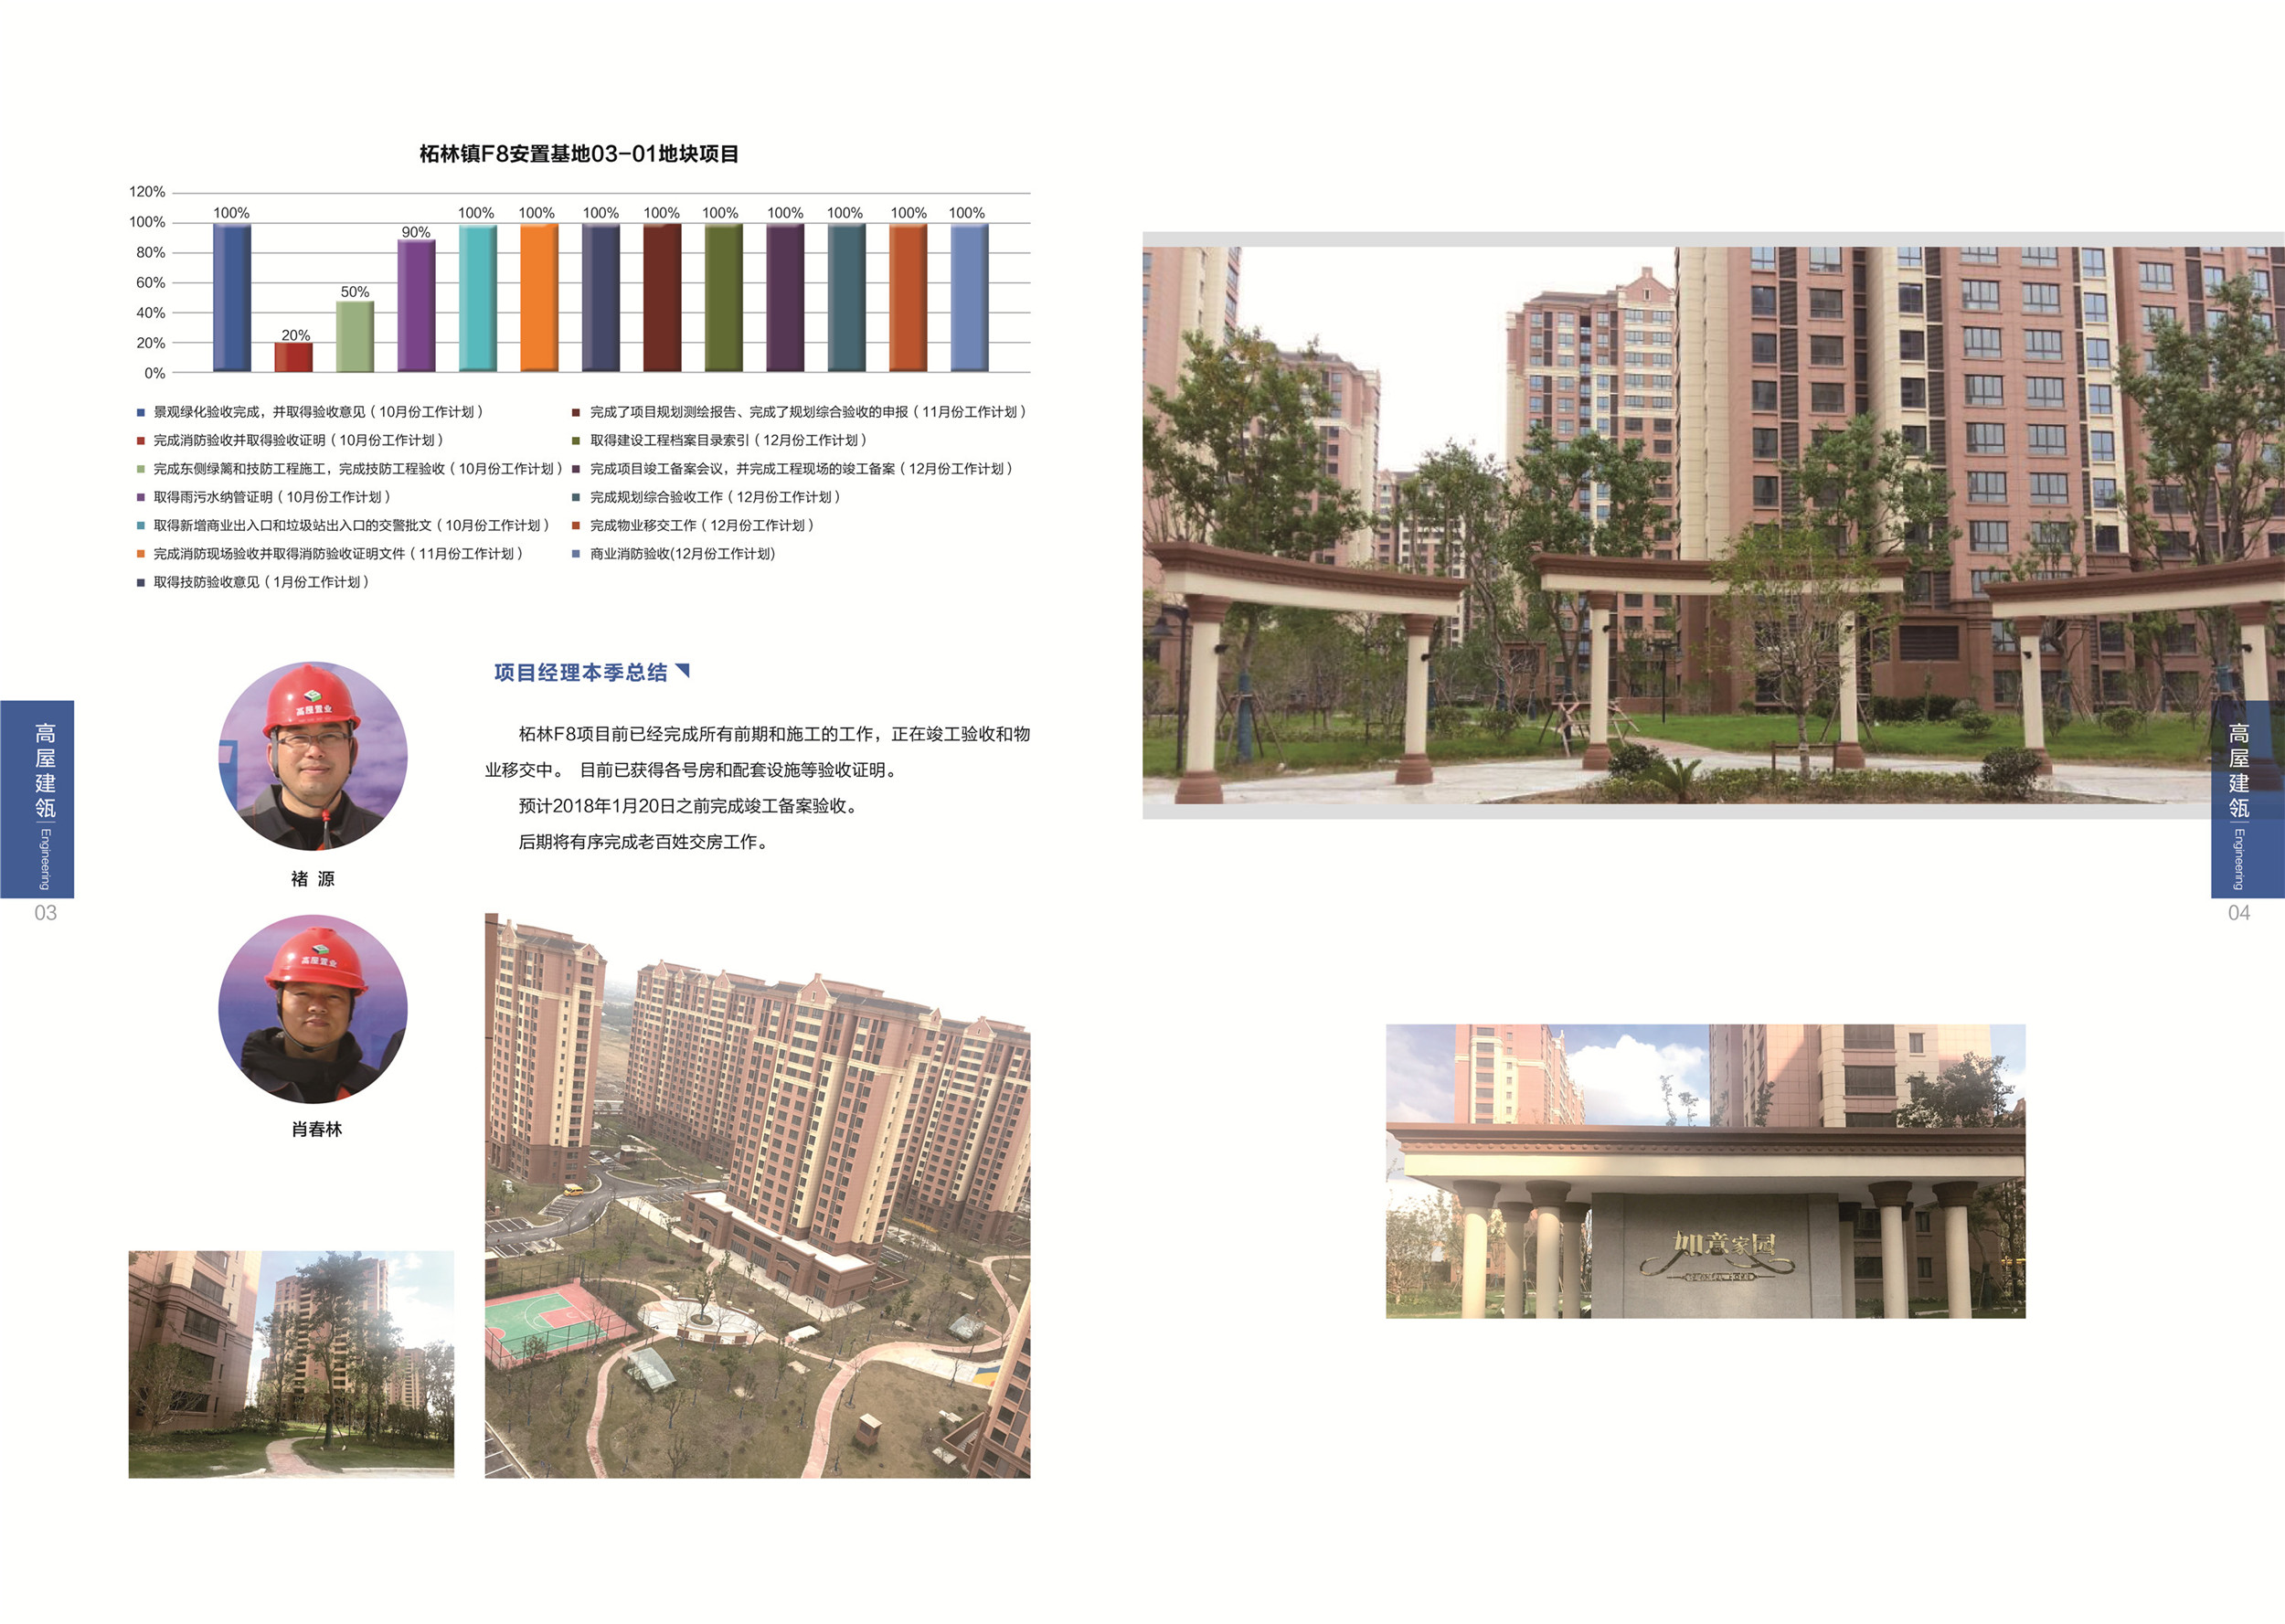 柘林镇F8安置基地03-01地块项目
120%
100%
80%
60%
40%
20%
0%
100%
20%
50%
90%
100%
100%
100%
100%
100%
100%
100%
100%
100%
景观绿化验收完成，并取得验收意见（10月份工作计划）
完成消防验收并取得验收证明（10月份工作计划）
完成东侧绿篱和技防工程施工，完成技防工程验收（10月份工作计划）
取得雨污水纳管证明（10月份工作计划）
取得新增商业出入口和垃圾站出入口的交警批文（10月份工作计划）
完成消防现场验收并取得消防验收证明文件（11月份工作计划）
取得技防验收意见（1月份工作计划）
完成了项目规划测绘报告、完成了规划综合验收的申报（11月份工作计划）
取得建设工程档案目录索引（12月份工作计划）
完成项目竣工备案会议，并完成工程现场的竣工备案（12月份工作计划）
完成规划综合验收工作（12月份工作计划）
完成物业移交工作（12月份工作计划）
商业消防验收(12月份工作计划)
高屋置业
褚 源
高屋置业
肖春林
项目经理本季总结
柘林F8项目前已经完成所有前期和施工的工作，正在竣工验收和物
业移交中。 目前已获得各号房和配套设施等验收证明。
预计2018年1月20日之前完成竣工备案验收。
后期将有序完成老百姓交房工作。
高屋建瓴
Engineering
03
如意家园
高屋建瓴
Engineering
04